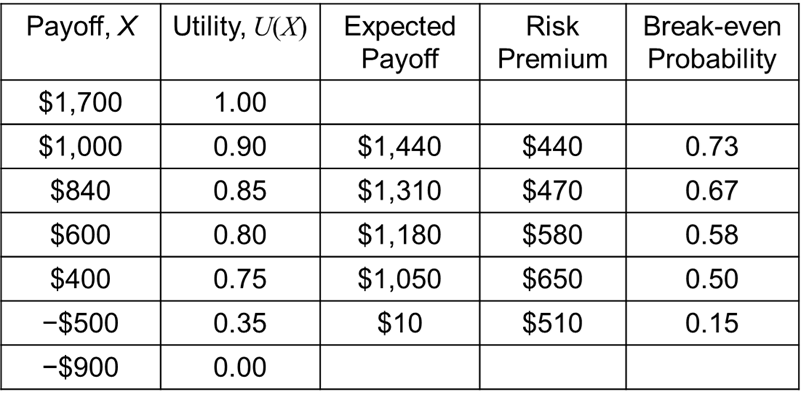 Payoff, X Utility, U(X) Expected Payoff Risk Premium Break-even Probability
$1,700 1.00
$1,000 0.90 $1,440 $440 0.73
$840 0.85 $1,310 $470 0.67
$600 0.80 $1,180 $580 0.58
$400 0.75 $1,050 $650 0.50
−$500 0.35 $10 $510 0.15
−$900 0.00